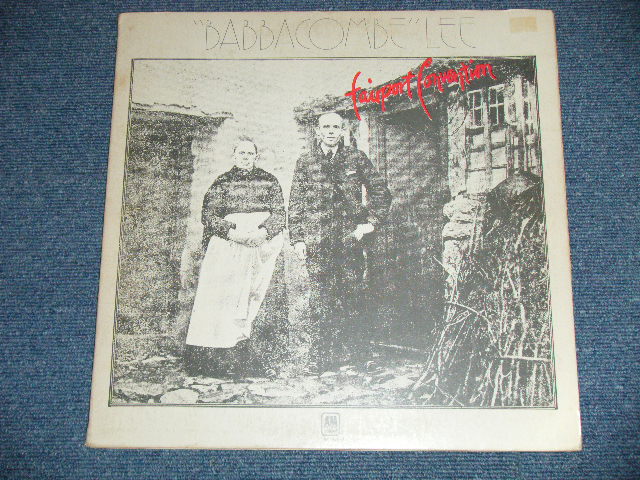 "BABBACOMBE" LEE
Fairport Convention
A&M